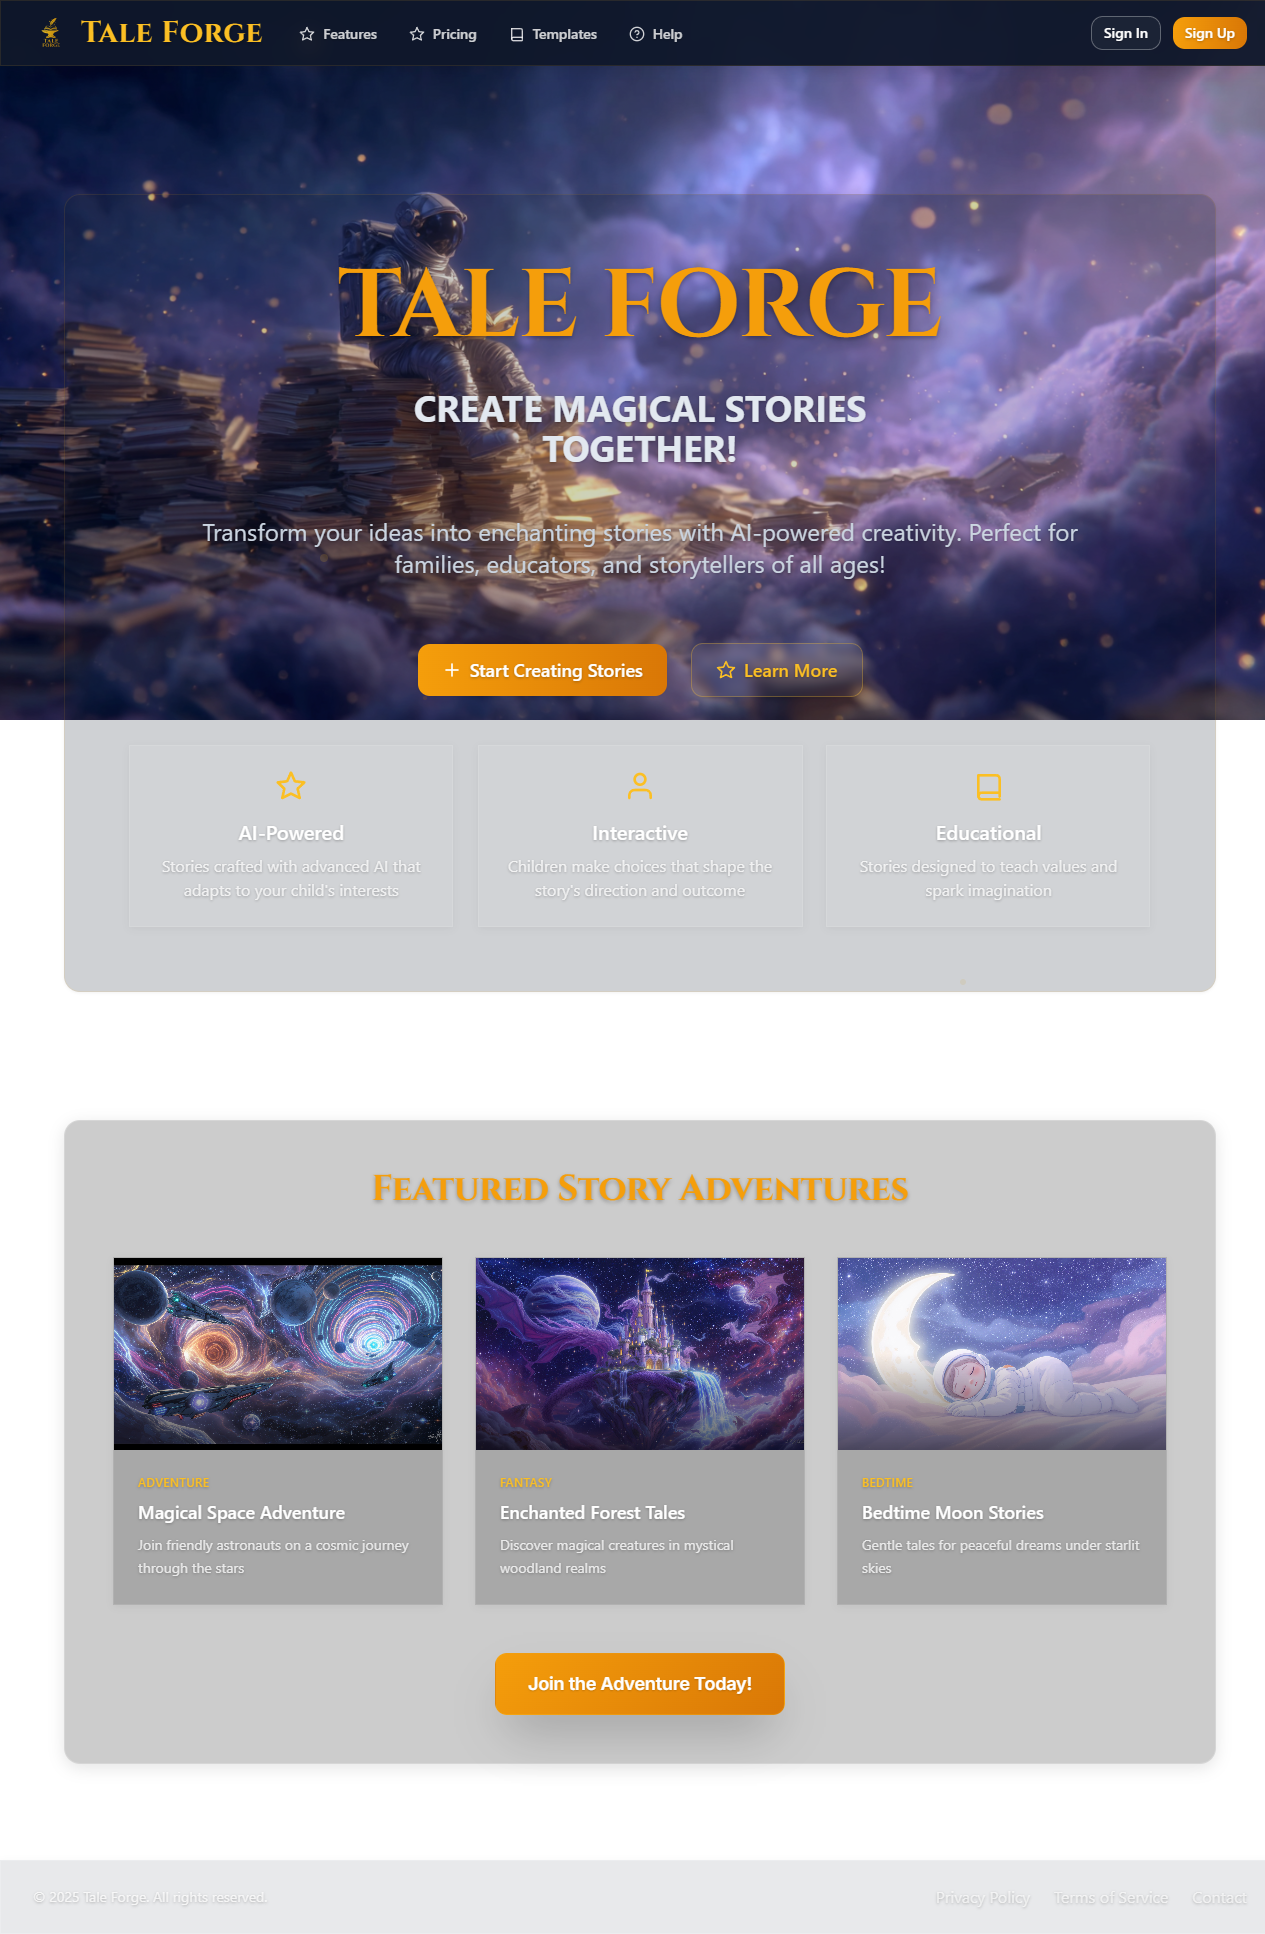 TALE FORGE
Tale Forge
Features
Pricing
Templates
Help
Sign In
Sign Up
TALE FORGE
CREATE MAGICAL STORIES
TOGETHER!
Transform your ideas into enchanting stories with AI-powered creativity. Perfect for
families, educators, and storytellers of all ages!
Start Creating Stories
Learn More
AI-Powered
Stories crafted with advanced AI that
adapts to your child's interests
Interactive
Children make choices that shape the
story's direction and outcome
Educational
Stories designed to teach values and
spark imagination
Featured Story Adventures
ADVENTURE
Magical Space Adventure
Join friendly astronauts on a cosmic journey
through the stars
FANTASY
Enchanted Forest Tales
Discover magical creatures in mystical
woodland realms
BEDTIME
Bedtime Moon Stories
Gentle tales for peaceful dreams under starlit
skies
Join the Adventure Today!
© 2025 Tale Forge. All rights reserved.
Privacy Policy
Terms of Service
Contact